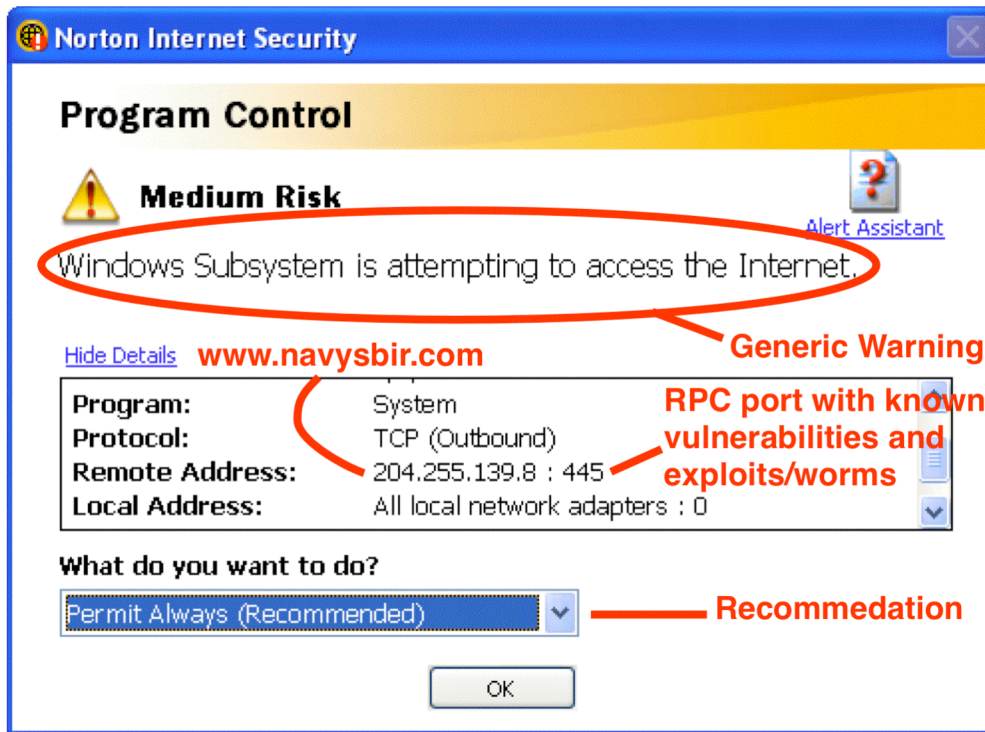 Norton Internet Security
Program Control
Medium Risk
Alert Assistant
Windows Subsystem is attempting to access the Internet.
Generic Warning
Hide Details
www.navysbir.com
Program: System
Protocol: TCP (Outbound)
Remote Address: 204.255.139.8 : 445
Local Address: All local network adapters : 0
RPC port with known
vulnerabilities and
exploits/worms
What do you want to do?
Permit Always (Recommended)
Recommedation
OK